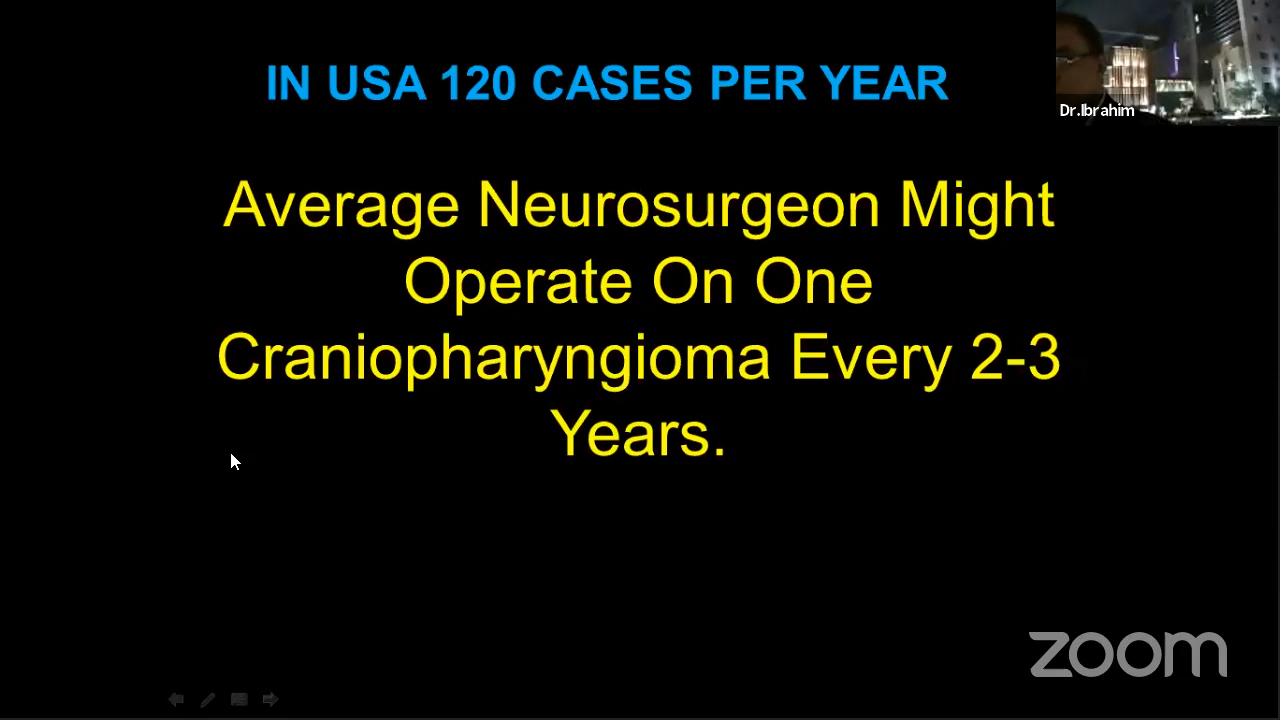 IN USA 120 CASES PER YEAR
Dr.Ibrahim
Average Neurosurgeon Might
Operate On One
Craniopharyngioma Every 2-3
Years.
zoom